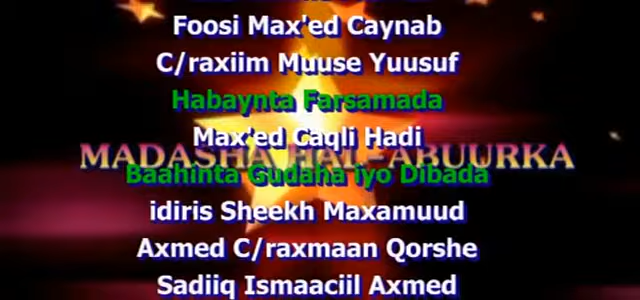 Foosi Max'ed Caynab
C/raxiim Muuse Yuusuf
Habaynta Farsamada
Max'ed Caqli Hadi
MADASHA HAL-ABUURKA
Baahinta Gudaha iyo Dibada
idiris Sheekh Maxamuud
Axmed C/raxmaan Qorshe
Sadiiq Ismaaciil Axmed